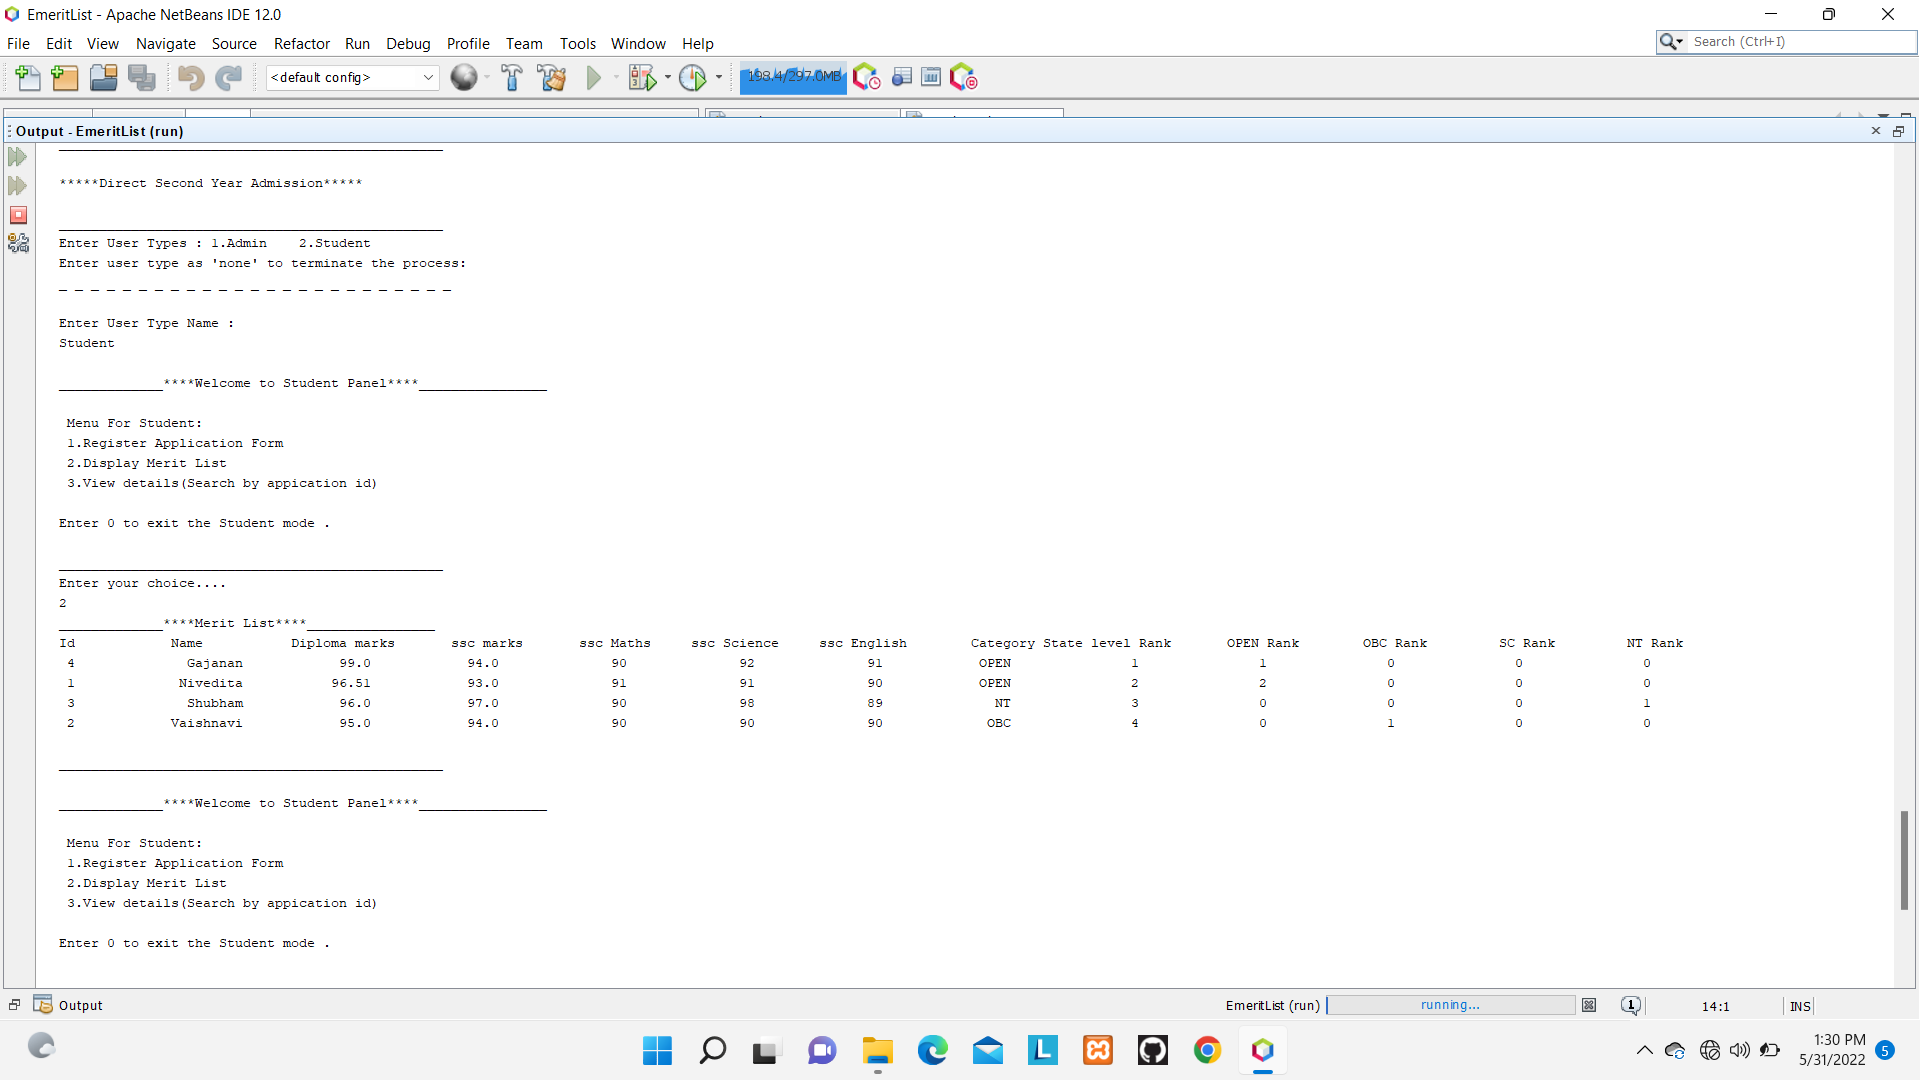 EmeritList - Apache NetBeans IDE 12.0
File Edit View Navigate Source Refactor Run Debug Profile Team Tools Window Help
Search (Ctrl+I)
<default config>
198.4/297.0MB
Output - EmeritList (run)
*****Direct Second Year Admission*****
Enter User Types : 1.Admin 2.Student
Enter user type as 'none' to terminate the process:
_ _ _ _ _ _ _ _ _ _ _ _ _ _ _ _ _ _ _ _ _ _ _ _ _
Enter User Type Name :
Student
_____________****Welcome to Student Panel****________________
Menu For Student:
1.Register Application Form
2.Display Merit List
3.View details(Search by appication id)
Enter 0 to exit the Student mode .
________________________________________________
Enter your choice....
2
_____________****Merit List****________________
Id Name Diploma marks ssc marks ssc Maths ssc Science ssc English Category State level Rank OPEN Rank OBC Rank SC Rank NT Rank
4 Gajanan 99.0 94.0 90 92 91 OPEN 1 1 0 0 0
1 Nivedita 96.51 93.0 91 91 90 OPEN 2 2 0 0 0
3 Shubham 96.0 97.0 90 98 89 NT 3 0 0 0 1
2 Vaishnavi 95.0 94.0 90 90 90 OBC 4 0 1 0 0
________________________________________________
_____________****Welcome to Student Panel****________________
Menu For Student:
1.Register Application Form
2.Display Merit List
3.View details(Search by appication id)
Enter 0 to exit the Student mode .
Output
EmeritList (run) running... 1 14:1 INS
1:30 PM
5/31/2022 5